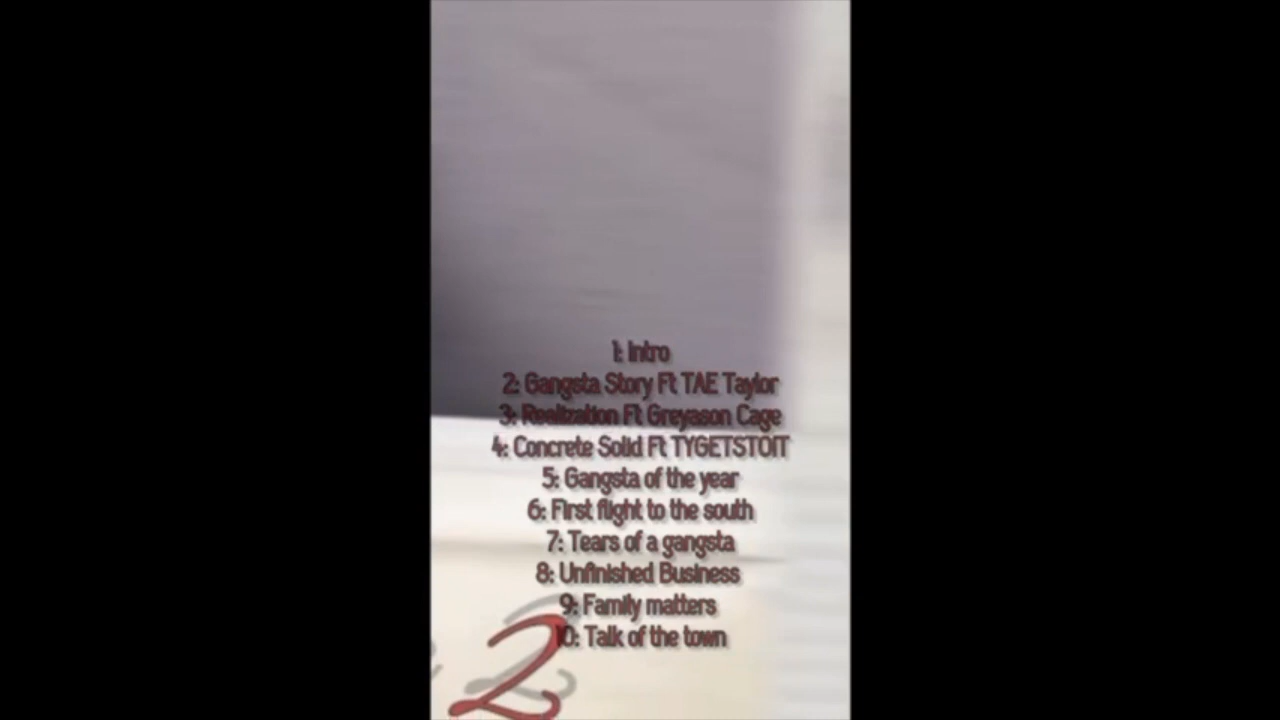 1: Intro
2: Gangsta Story Ft TAE Taylor
3: Realization Ft Greyason Cage
4: Concrete Solid Ft TYGETSTOIT
5: Gangsta of the year
6: First flight to the south
7: Tears of a gangsta
8: Unfinished Business
9: Family matters
10: Talk of the town
2